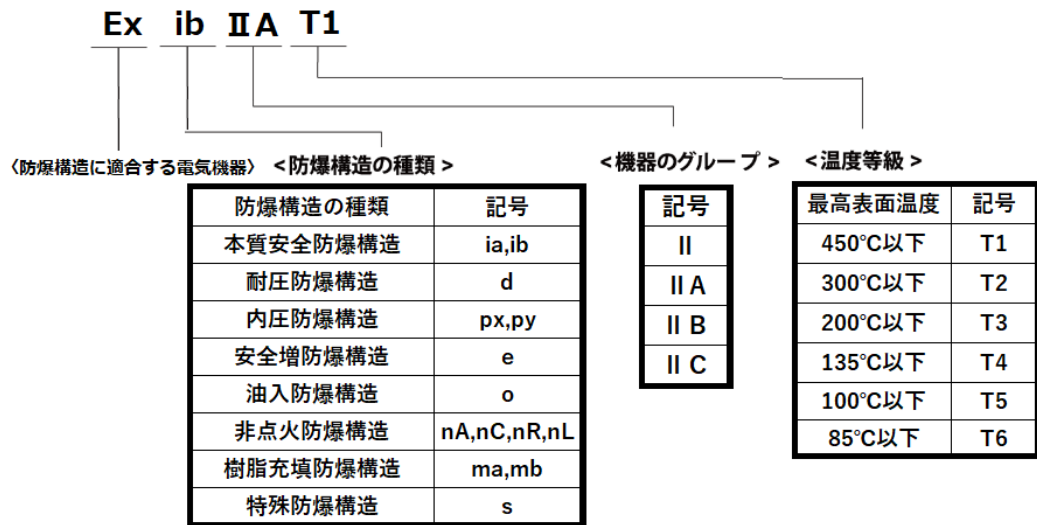 Ex ib ⅡA T1
〈防爆構造に適合する電気機器〉 <防爆構造の種類 > <機器のグループ > <温度等級 >
防爆構造の種類 記号
本質安全防爆構造 ia,ib
耐圧防爆構造 d
内圧防爆構造 px,py
安全増防爆構造 e
油入防爆構造 o
非点火防爆構造 nA,nC,nR,nL
樹脂充填防爆構造 ma,mb
特殊防爆構造 s
記号
Ⅱ
ⅡA
ⅡB
ⅡC
最高表面温度 記号
450℃以下 T1
300℃以下 T2
200℃以下 T3
135℃以下 T4
100℃以下 T5
85℃以下 T6